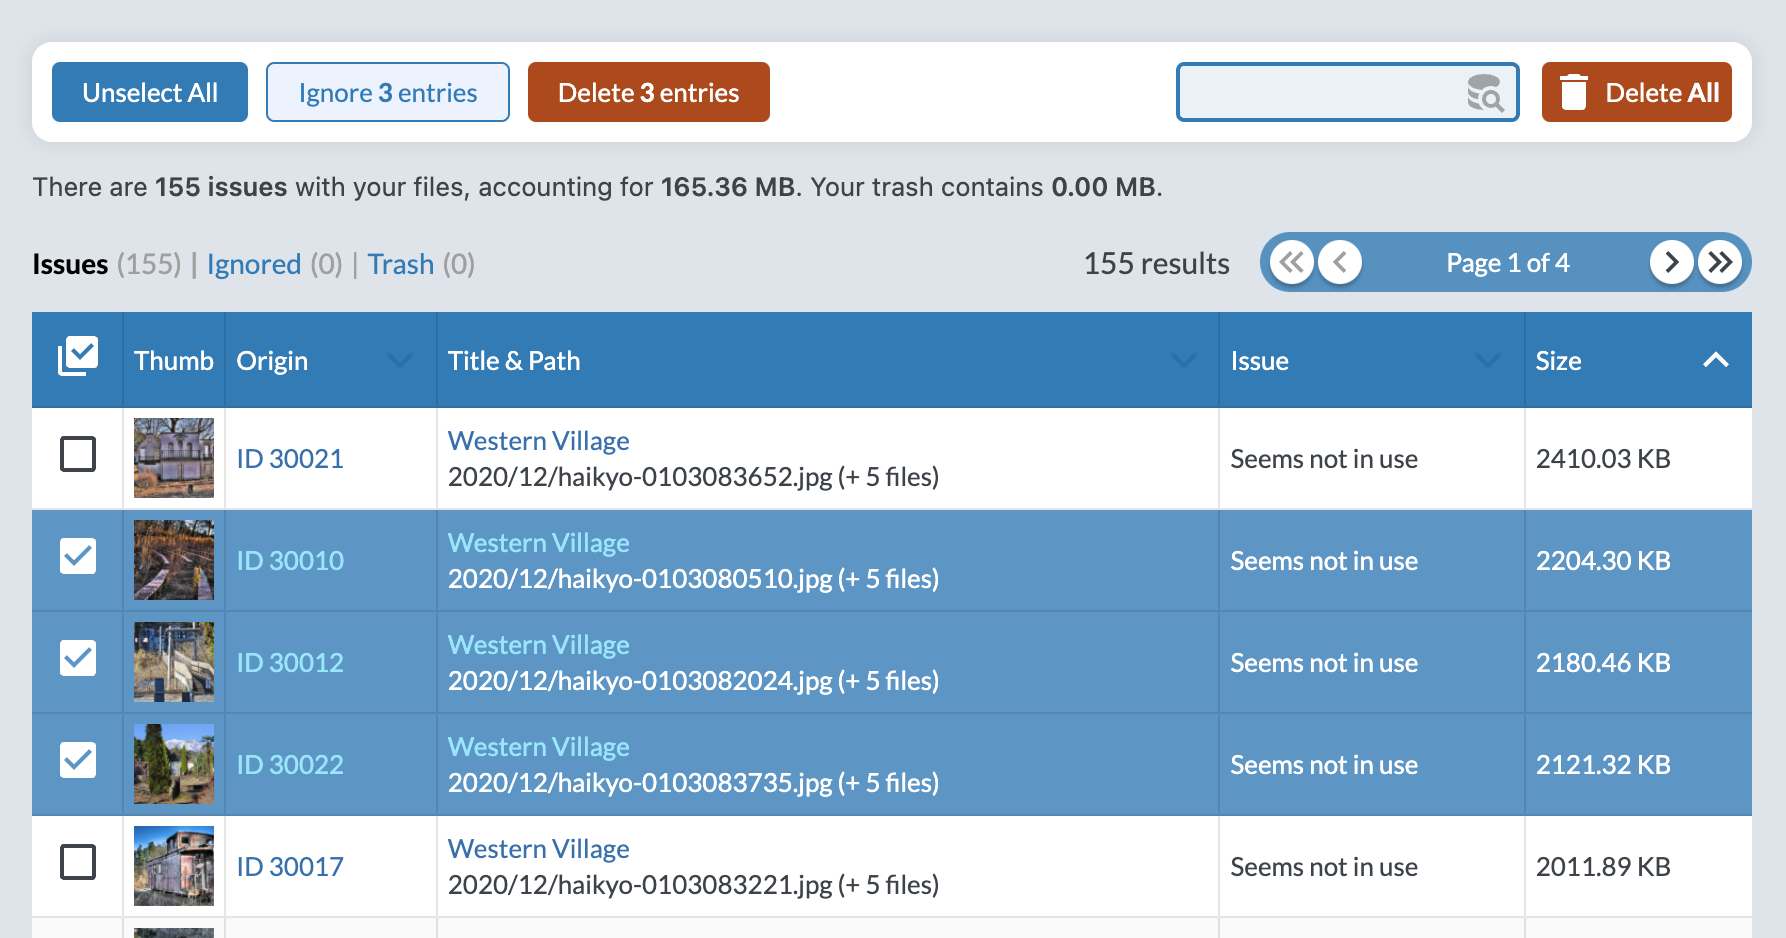 Unselect All
Ignore 3 entries
Delete 3 entries
Delete All
There are 155 issues with your files, accounting for 165.36 MB. Your trash contains 0.00 MB.
Issues (155) | Ignored (0) | Trash (0)
155 results
Page 1 of 4
Thumb Origin Title & Path Issue Size
ID 30021
Western Village
2020/12/haikyo-0103083652.jpg (+ 5 files)
Seems not in use
2410.03 KB
ID 30010
Western Village
2020/12/haikyo-0103080510.jpg (+ 5 files)
Seems not in use
2204.30 KB
ID 30012
Western Village
2020/12/haikyo-0103082024.jpg (+ 5 files)
Seems not in use
2180.46 KB
ID 30022
Western Village
2020/12/haikyo-0103083735.jpg (+ 5 files)
Seems not in use
2121.32 KB
ID 30017
Western Village
2020/12/haikyo-0103083221.jpg (+ 5 files)
Seems not in use
2011.89 KB